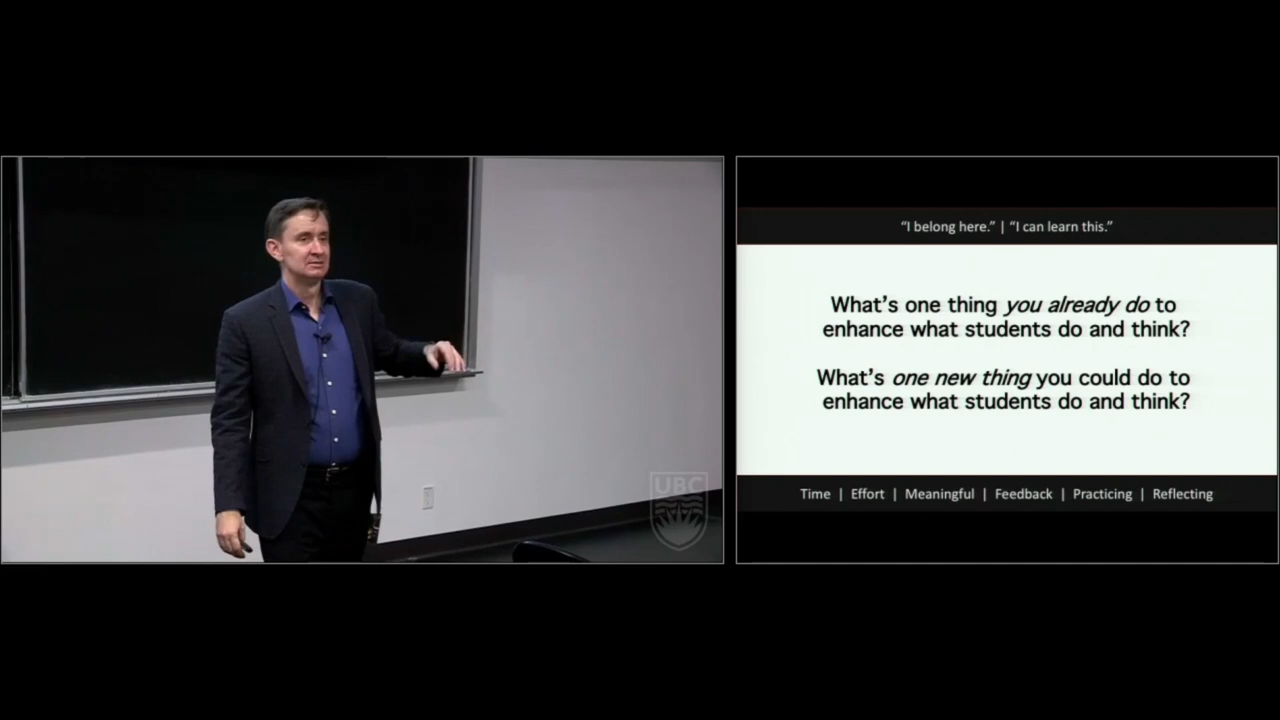 UBC
“I belong here.” | “I can learn this.”
What’s one thing you already do to
enhance what students do and think?
What’s one new thing you could do to
enhance what students do and think?
Time | Effort | Meaningful | Feedback | Practicing | Reflecting